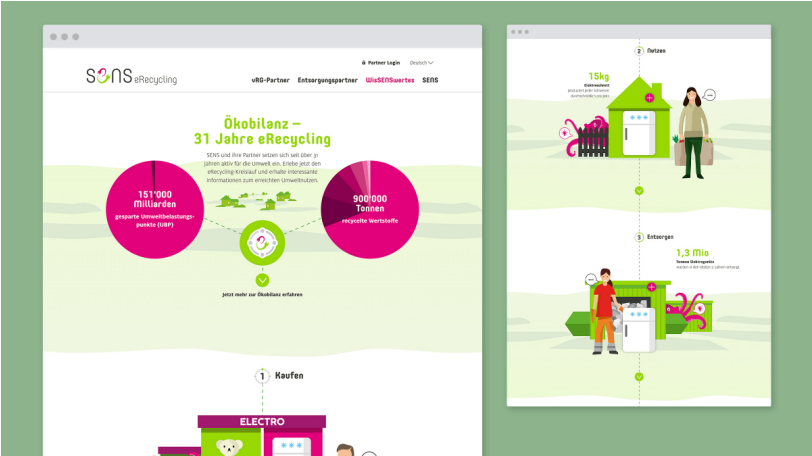 Partner Login Deutsch
SENS eRecycling
vRG-Partner Entsorgungspartner WisSENSwertes SENS
Ökobilanz –
31 Jahre eRecycling
SENS und ihre Partner setzen sich seit über 31
Jahren aktiv für die Umwelt ein. Erlebe jetzt den
eRecycling-Kreislauf und erhalte interessante
Informationen zum erreichten Umweltnutzen.
151'000
Milliarden
gesparte Umweltbelastungs-
punkte (UBP)
900'000
Tonnen
recycelte Wertstoffe
Jetzt mehr zur Ökobilanz erfahren
1 Kaufen
ELECTRO
2 Nutzen
15kg
Elektroaltgerät
3 Entsorgen
1,3 Mio
Tonnen Elektrogeräte